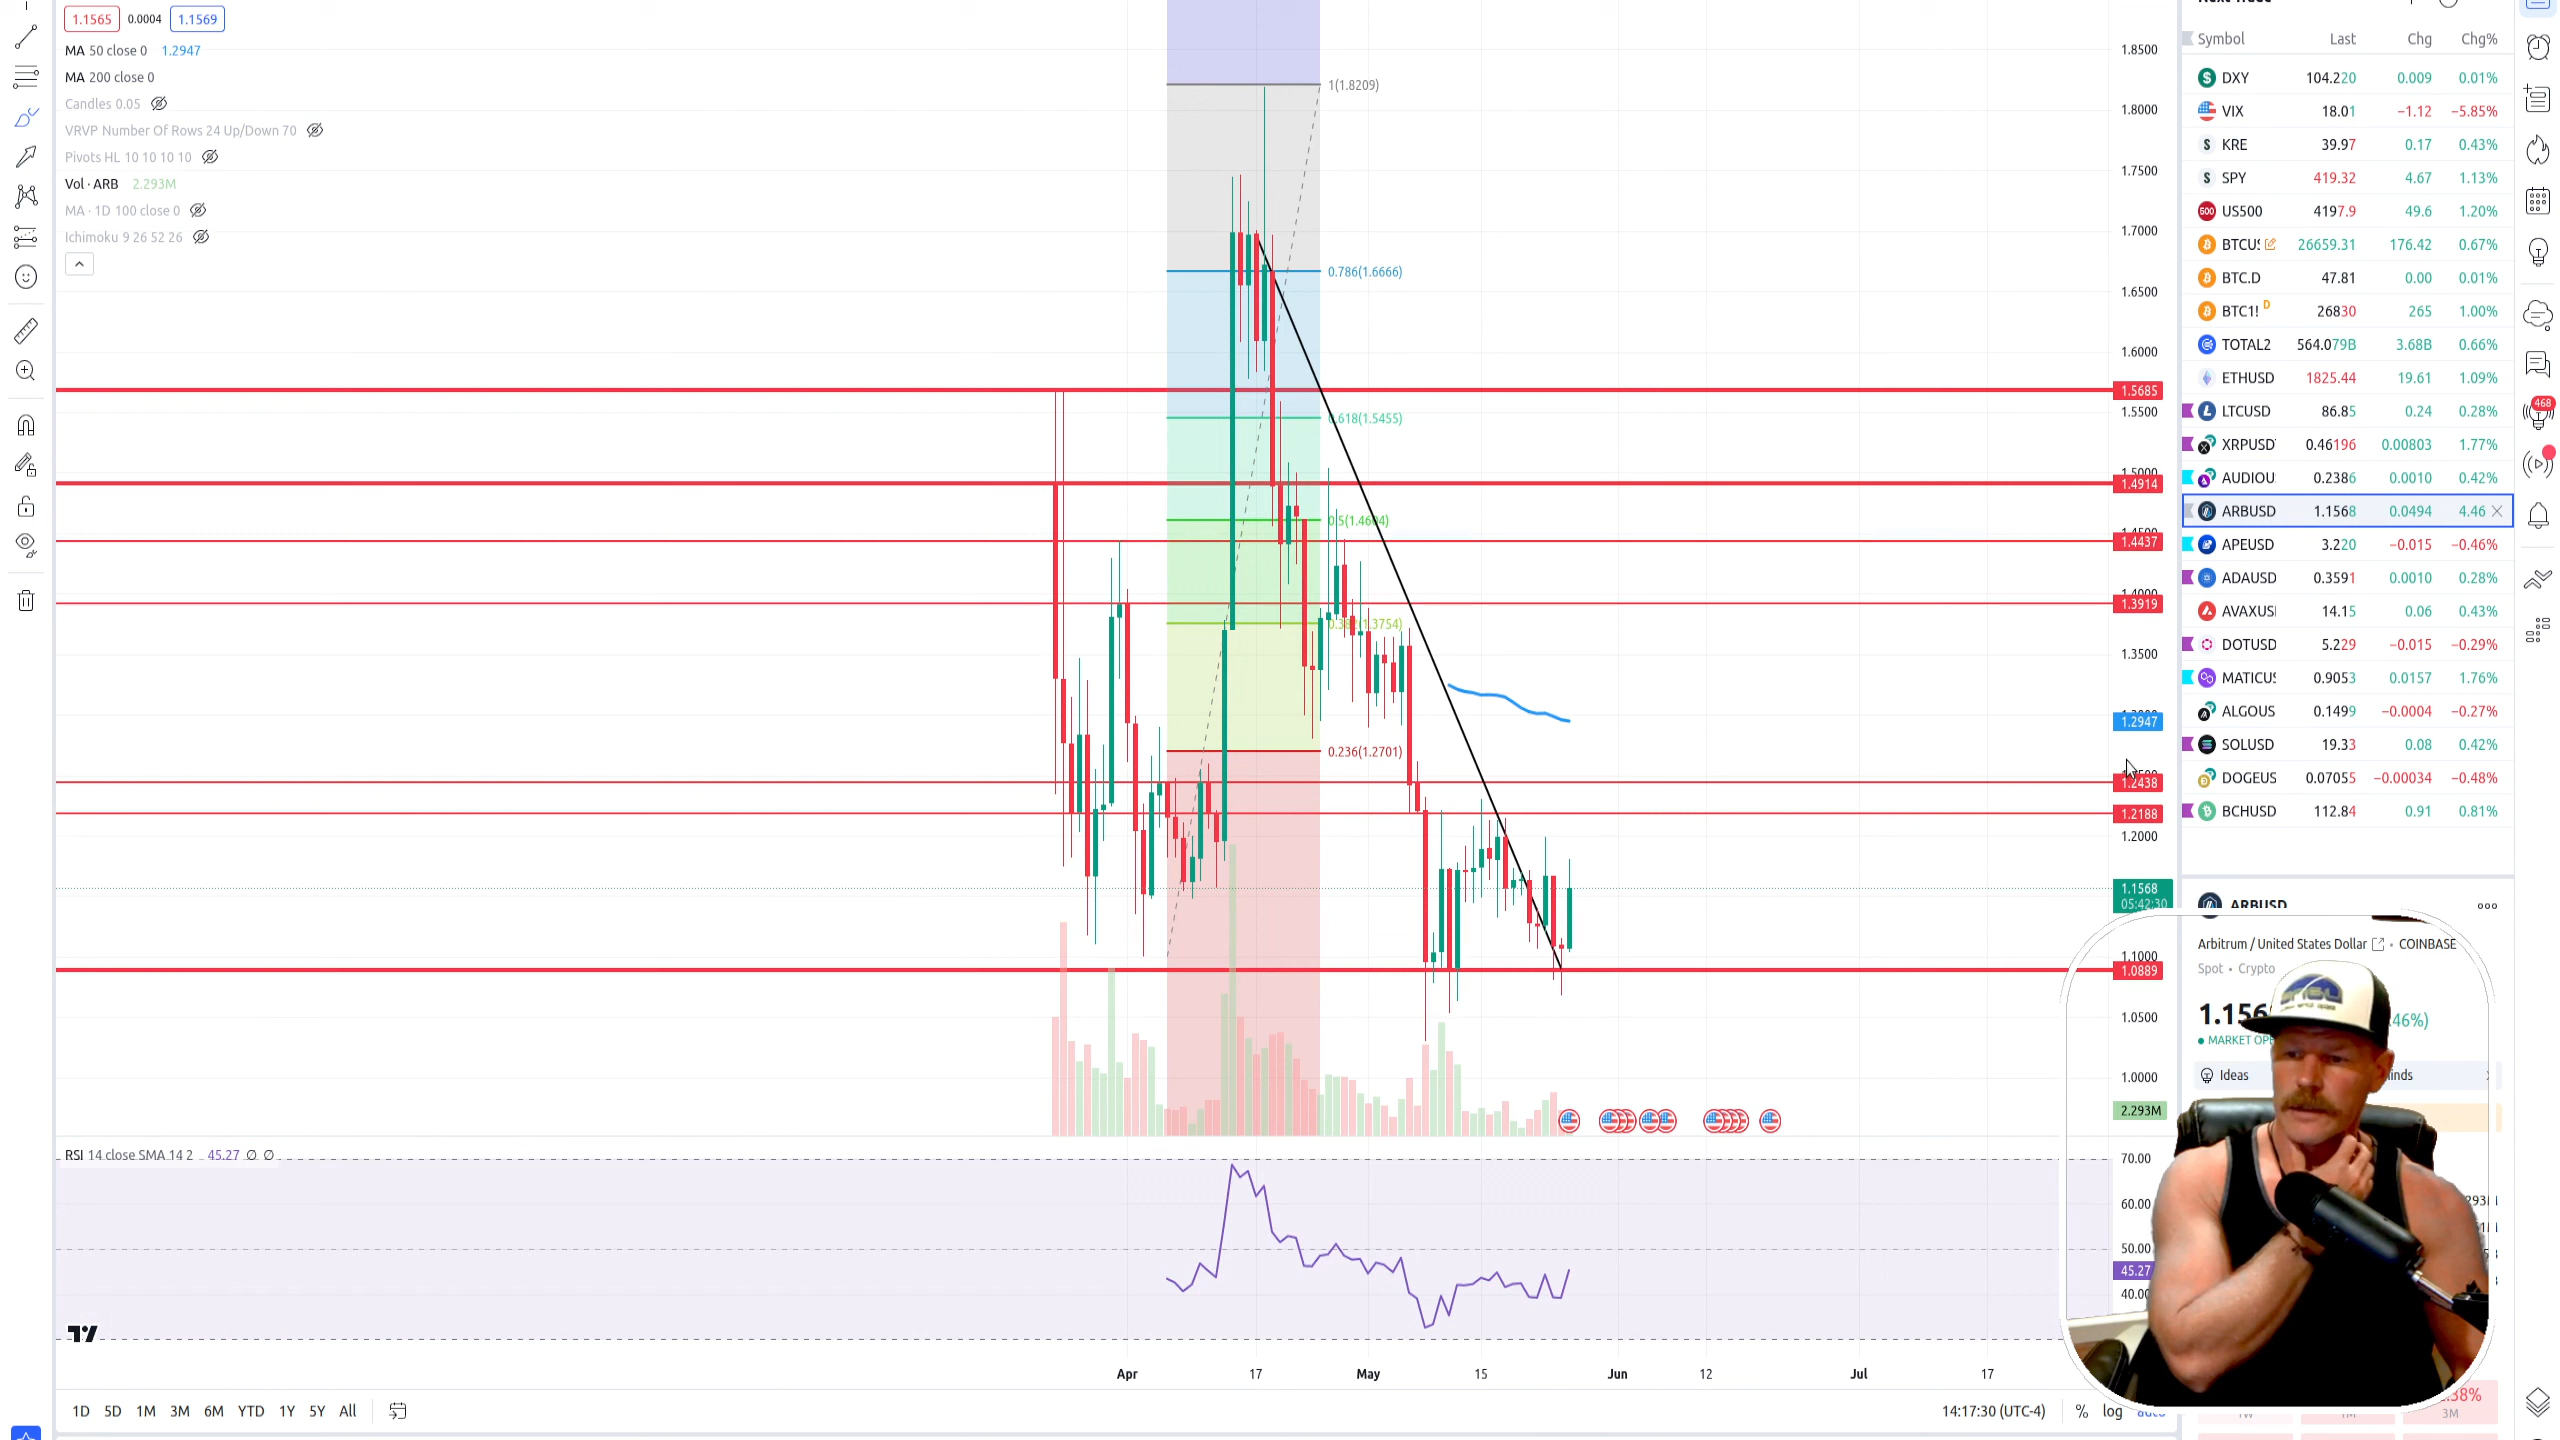 1.1565 0.0004 1.1569
MA 50 close 0 1.2947
MA 200 close 0
Candles 0.05
VRVP Number Of Rows 24 Up/Down 70
Pivots HL 10 10 10 10
Vol · ARB 2.293M
MA · 1D 100 close 0
Ichimoku 9 26 52 26
1(1.8209)
0.786(1.6666)
0.618(1.5455)
0.5(1.4604)
0.382(1.3754)
0.236(1.2701)
1.8500
1.8000
1.7500
1.7000
1.6500
1.6000
1.5685
1.5500
1.5000
1.4914
1.4500
1.4437
1.4000
1.3919
1.3500
1.2947
1.2438
1.2188
1.2000
1.1568
05:42:30
1.1000
1.0889
1.0500
1.0000
2.293M
RSI 14 close SMA 14 2 45.27 ∅ ∅
70.00
60.00
50.00
45.27
40.00
Apr 17 May 15 Jun 12 Jul 17
1D 5D 1M 3M 6M YTD 1Y 5Y All
14:17:30 (UTC-4) % log auto
Symbol Last Chg Chg%
DXY 104.220 0.009 0.01%
VIX 18.01 −1.12 −5.85%
KRE 39.97 0.17 0.43%
SPY 419.32 4.67 1.13%
500 US500 4197.9 49.6 1.20%
BTCUS 26659.31 176.42 0.67%
BTC.D 47.81 0.00 0.01%
BTC1! D 26830 265 1.00%
TOTAL2 564.079B 3.68B 0.66%
ETHUSD 1825.44 19.61 1.09%
LTCUSD 86.85 0.24 0.28%
XRPUSD 0.46196 0.00803 1.77%
AUDIOU 0.2386 0.0010 0.42%
ARBUSD 1.1568 0.0494 4.46
APEUSD 3.220 −0.015 −0.46%
ADAUSD 0.3591 0.0010 0.28%
AVAXUS 14.15 0.06 0.43%
DOTUSD 5.229 −0.015 −0.29%
MATICUS 0.9053 0.0157 1.76%
ALGOUS 0.1499 −0.0004 −0.27%
SOLUSD 19.33 0.08 0.42%
DOGEUS 0.07055 −0.00034 −0.48%
BCHUSD 112.84 0.91 0.81%
468
ARBUSD
Arbitrum / United States Dollar • COINBASE
Spot • Crypto
1.156 46%)
MARKET OPE
Ideas inds
.38%
1W 1M 3M